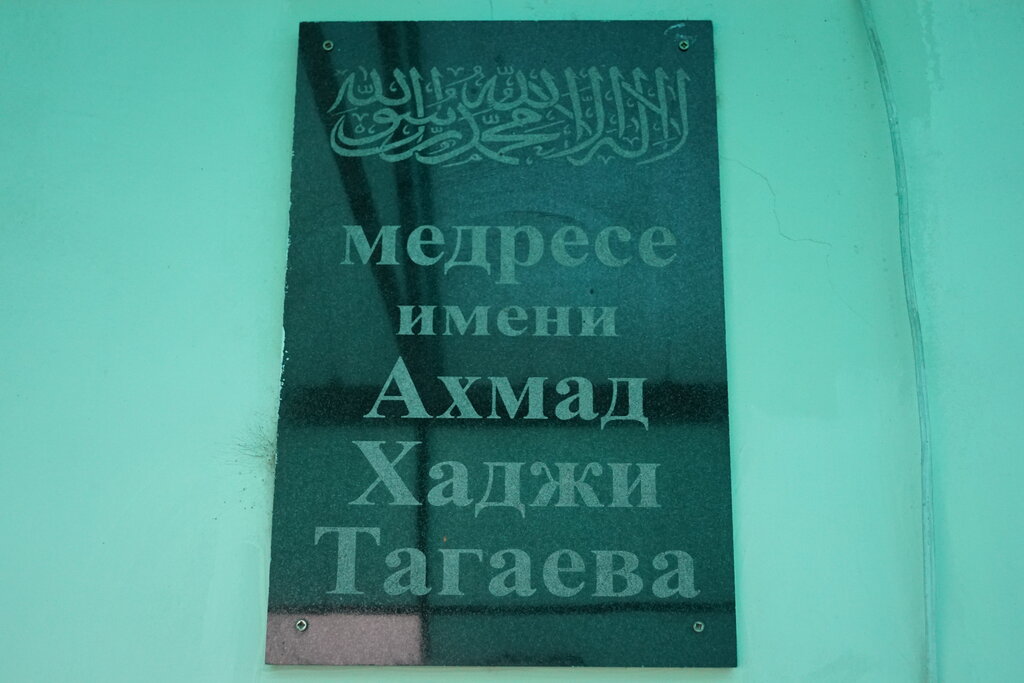 لا إله إلا الله محمد رسول الله
медресе
имени
Ахмад
Хаджи
Тагаева